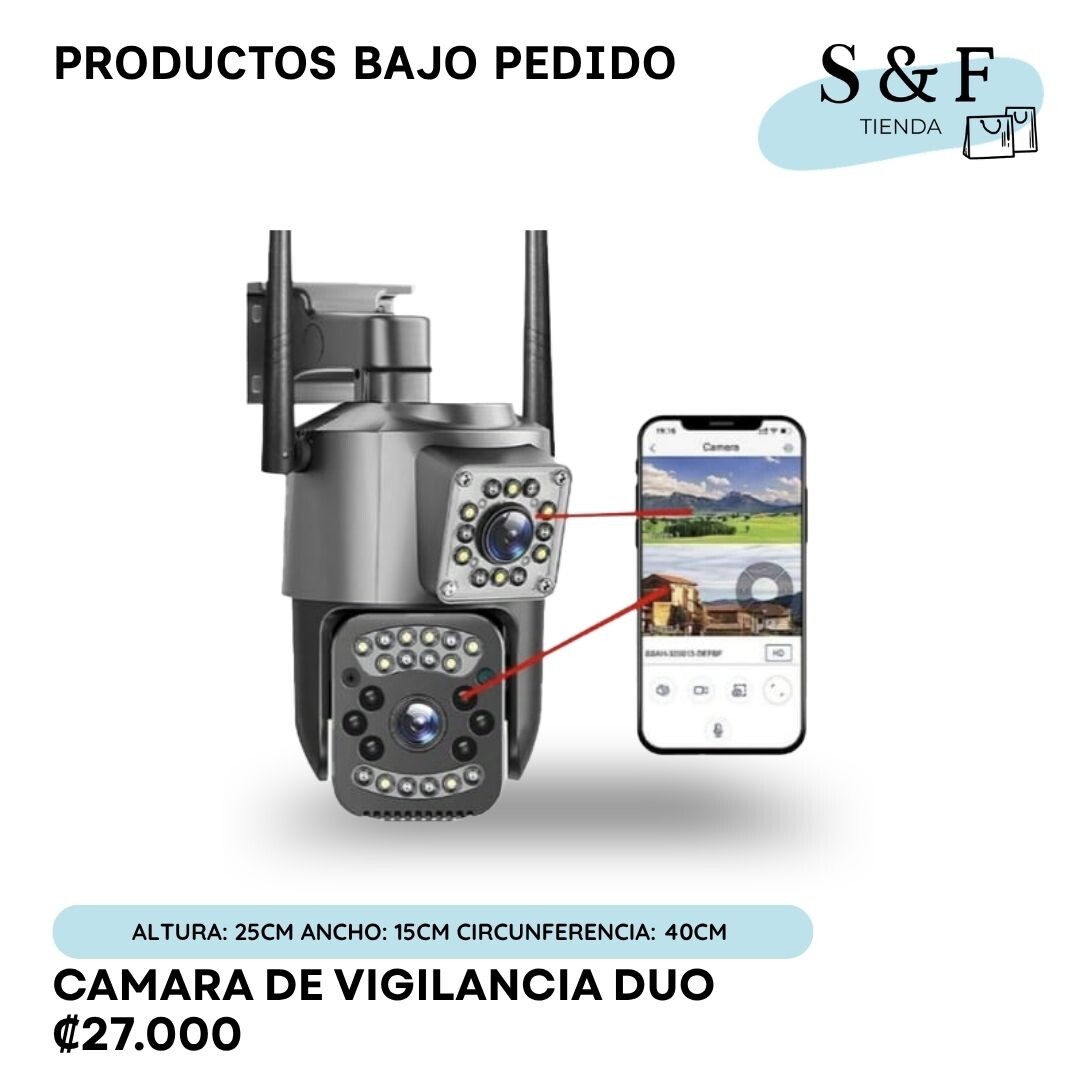 PRODUCTOS BAJO PEDIDO
S & F
TIENDA
Camera
HD
ALTURA: 25CM ANCHO: 15CM CIRCUNFERENCIA: 40CM
CAMARA DE VIGILANCIA DUO
₡27.000